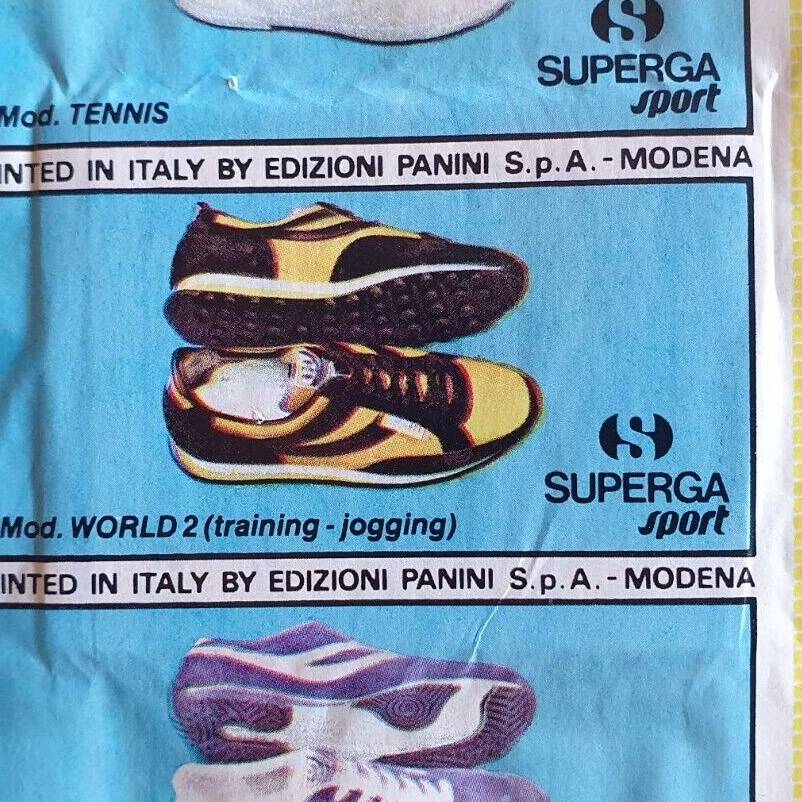 SUPERGA
sport
Mod. TENNIS
INTED IN ITALY BY EDIZIONI PANINI S.p.A.-MODENA
SUPERGA
sport
Mod. WORLD 2 (training - jogging)
INTED IN ITALY BY EDIZIONI PANINI S.p.A.-MODENA